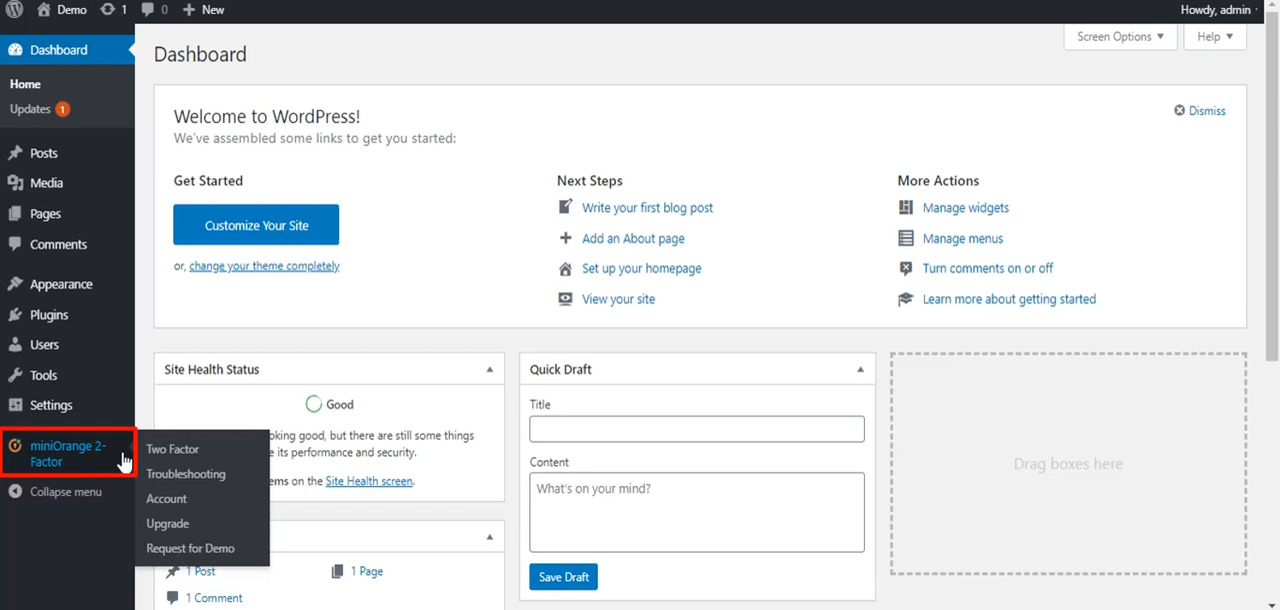 Demo 1 0 New
Howdy, admin
Dashboard
Home
Updates 1
Posts
Media
Pages
Comments
Appearance
Plugins
Users
Tools
Settings
miniOrange 2-
Factor
Collapse menu
Two Factor
Troubleshooting
Account
Upgrade
Request for Demo
Dashboard
Screen Options
Help
Welcome to WordPress!
We've assembled some links to get you started:
Dismiss
Get Started
Customize Your Site
or, change your theme completely
Next Steps
Write your first blog post
Add an About page
Set up your homepage
View your site
More Actions
Manage widgets
Manage menus
Turn comments on or off
Learn more about getting started
Site Health Status
Good
oking good, but there are still some things
e its performance and security.
ems on the Site Health screen.
1 Post
1 Page
1 Comment
Quick Draft
Title
Content
What's on your mind?
Save Draft
Drag boxes here